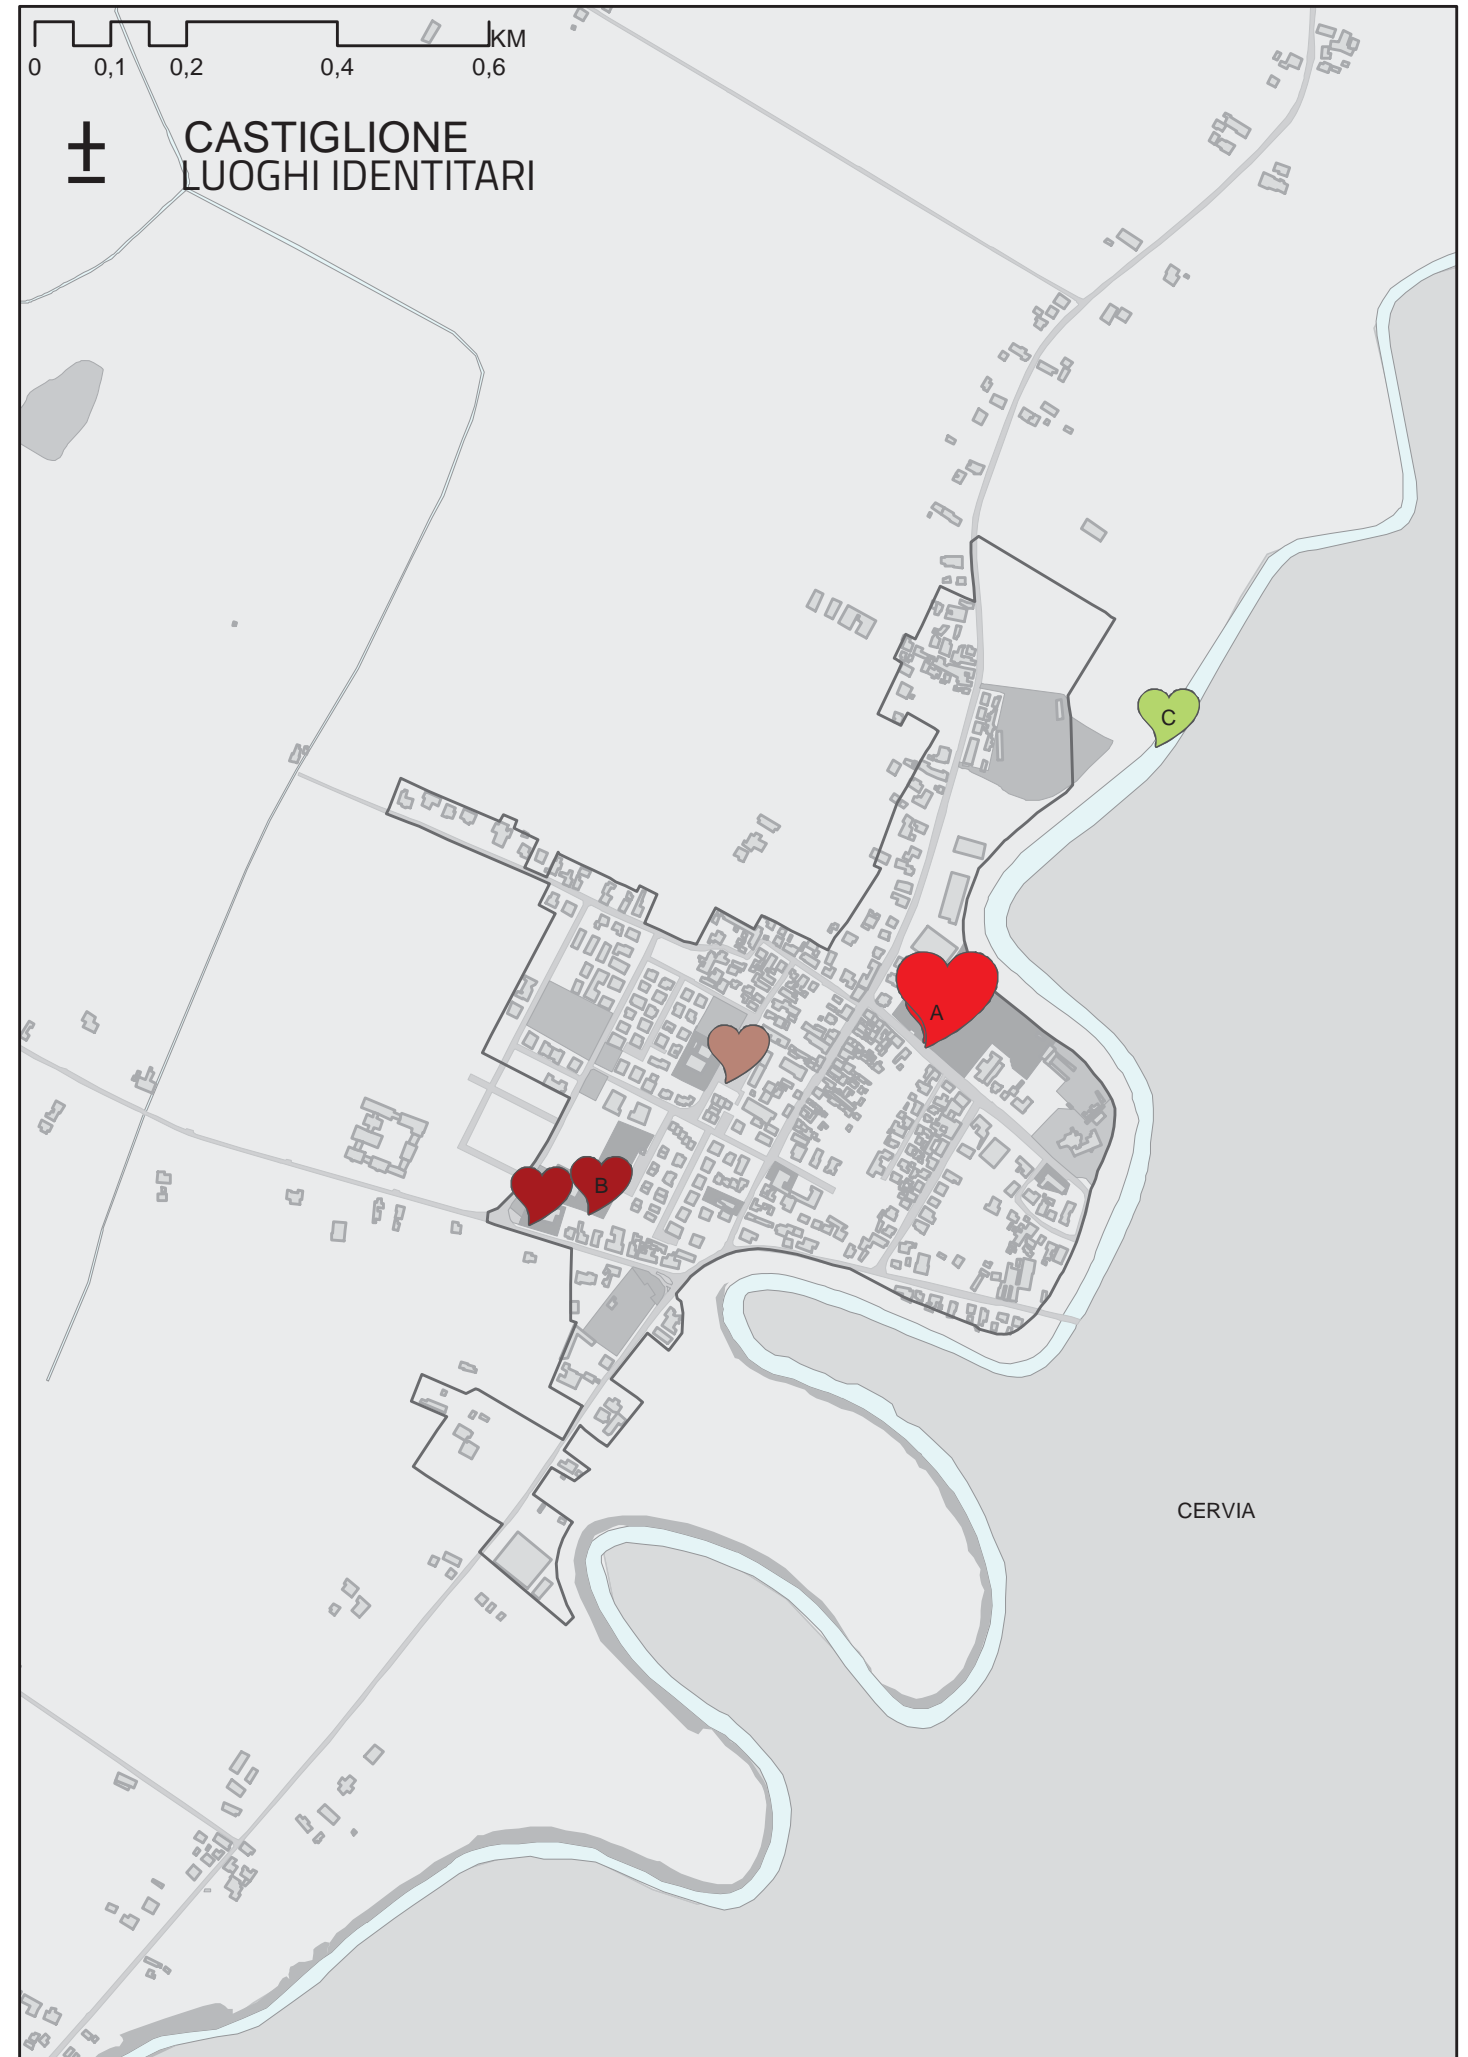 KM
0 0,1 0,2 0,4 0,6
± CASTIGLIONE
LUOGHI IDENTITARI
C
A
B
CERVIA